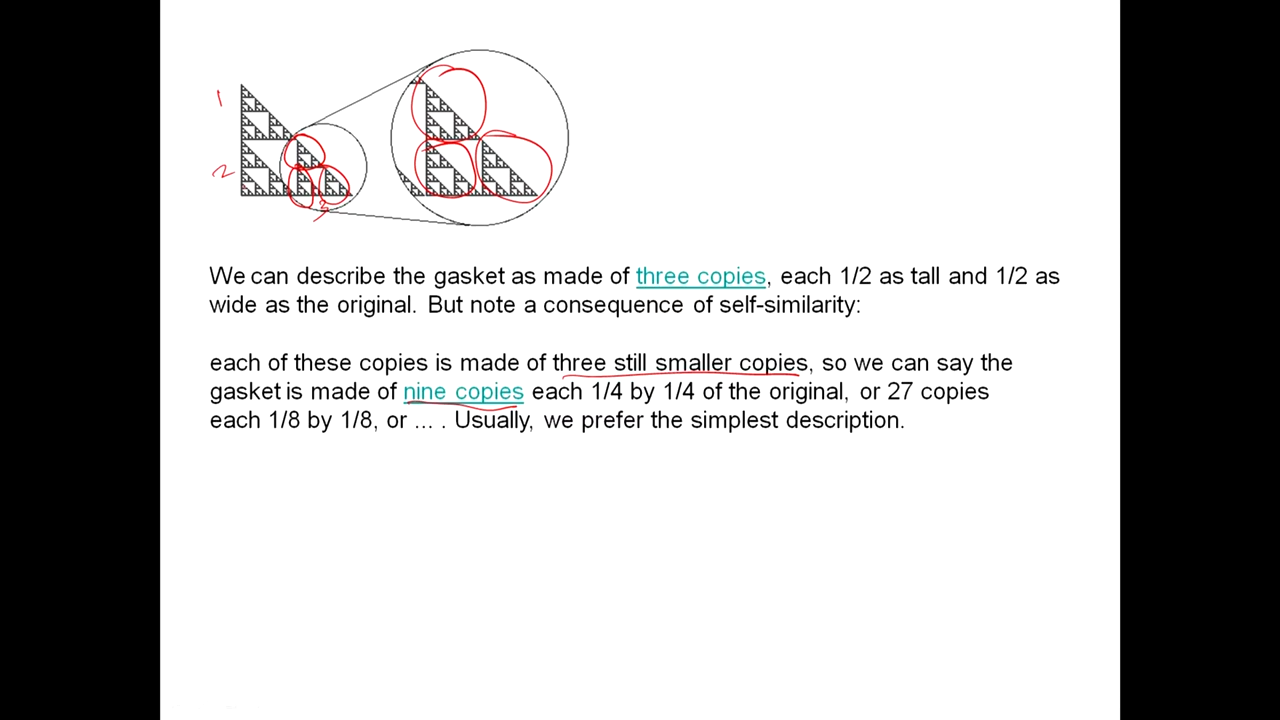 1
2
3
We can describe the gasket as made of three copies, each 1/2 as tall and 1/2 as
wide as the original. But note a consequence of self-similarity:
each of these copies is made of three still smaller copies, so we can say the
gasket is made of nine copies each 1/4 by 1/4 of the original, or 27 copies
each 1/8 by 1/8, or ... . Usually, we prefer the simplest description.